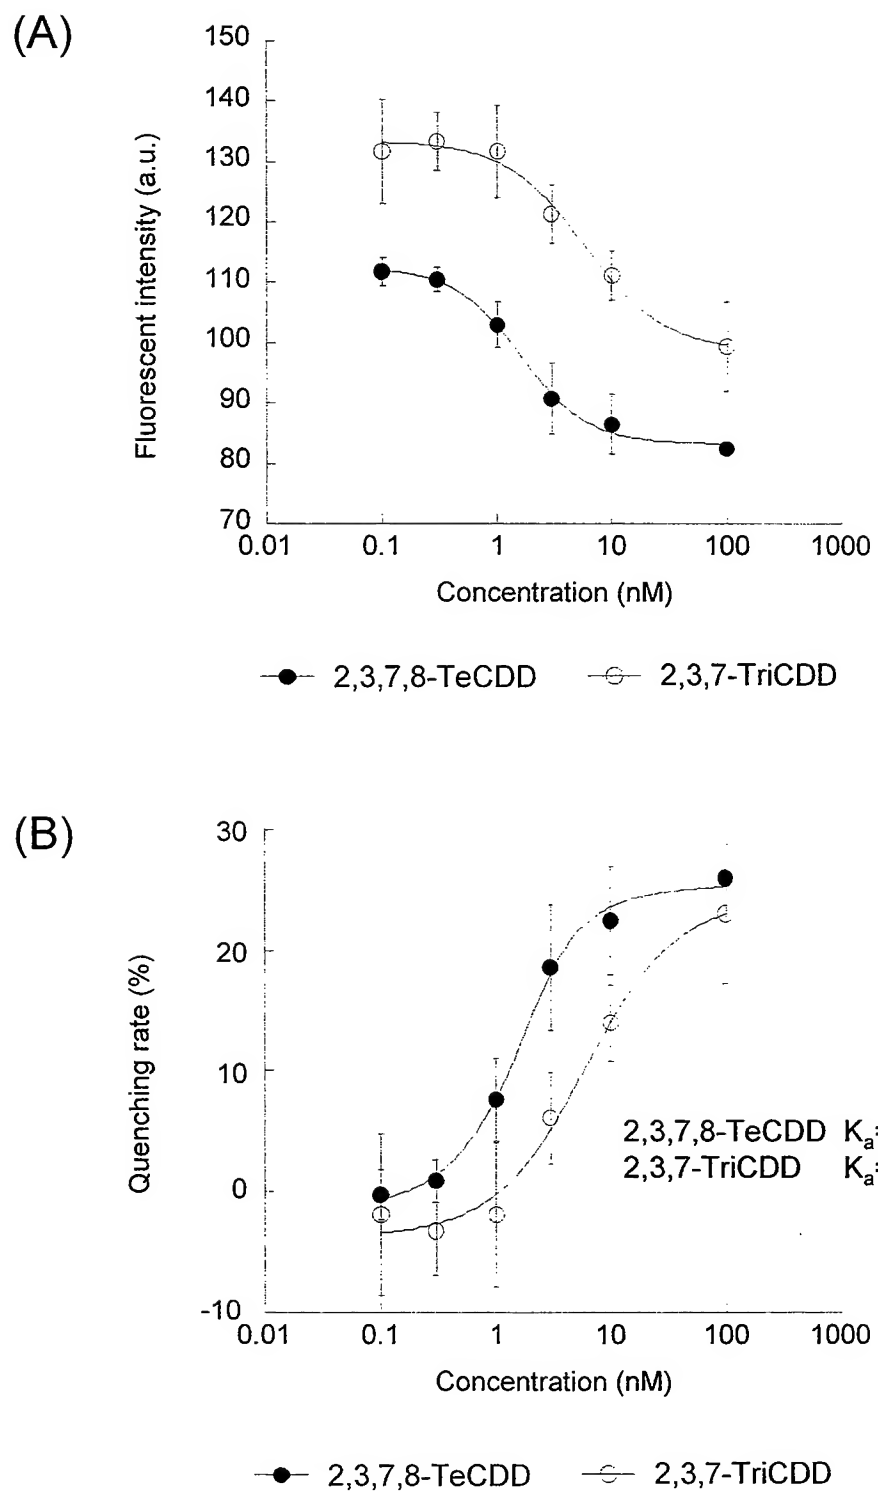 (A)
150
140
130
120
110
100
90
80
70
Fluorescent intensity (a.u.)
0.01 0.1 1 10 100 1000
Concentration (nM)
2,3,7,8-TeCDD 2,3,7-TriCDD
(B)
30
20
10
0
-10
Quenching rate (%)
2,3,7,8-TeCDD Ka=
2,3,7-TriCDD Ka=
0.01 0.1 1 10 100 1000
Concentration (nM)
2,3,7,8-TeCDD 2,3,7-TriCDD